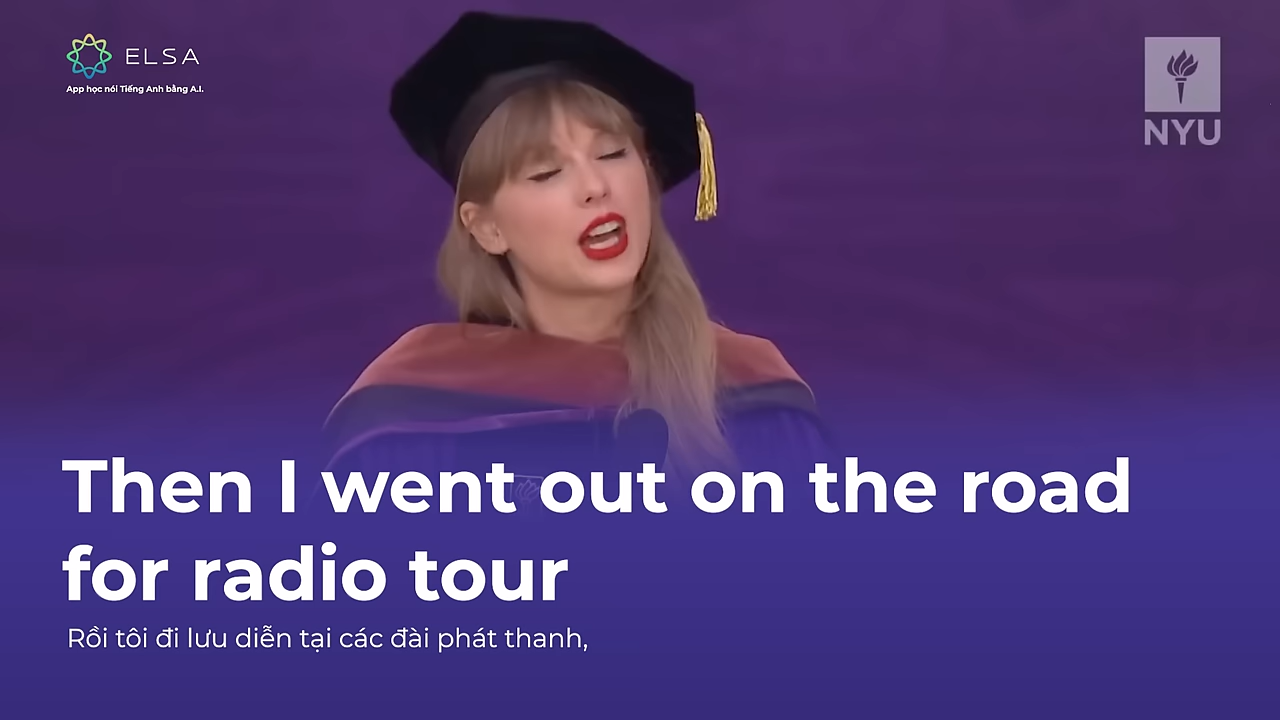 ELSA
App học nói Tiếng Anh bằng A.I.
NYU
Then I went out on the road
for radio tour
Rồi tôi đi lưu diễn tại các đài phát thanh,